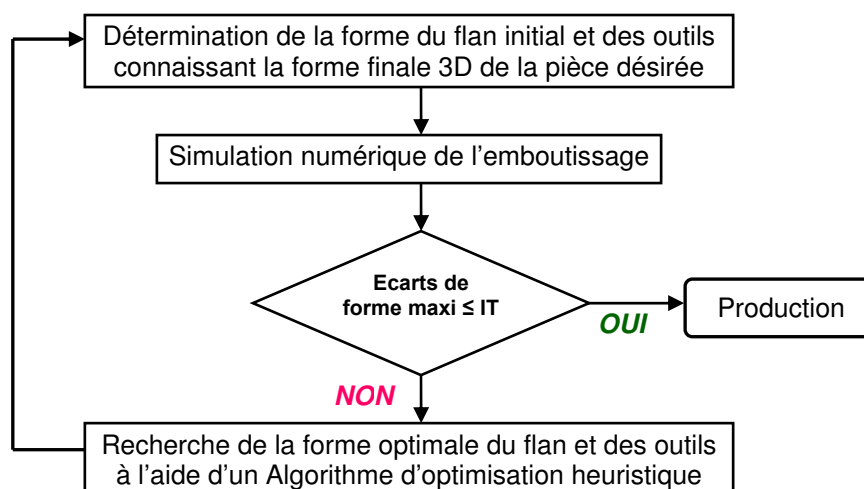 Détermination de la forme du flan initial et des outils
connaissant la forme finale 3D de la pièce désirée
Simulation numérique de l'emboutissage
Ecarts de
forme maxi ≤ IT
Production
OUI
NON
Recherche de la forme optimale du flan et des outils
à l'aide d'un Algorithme d'optimisation heuristique